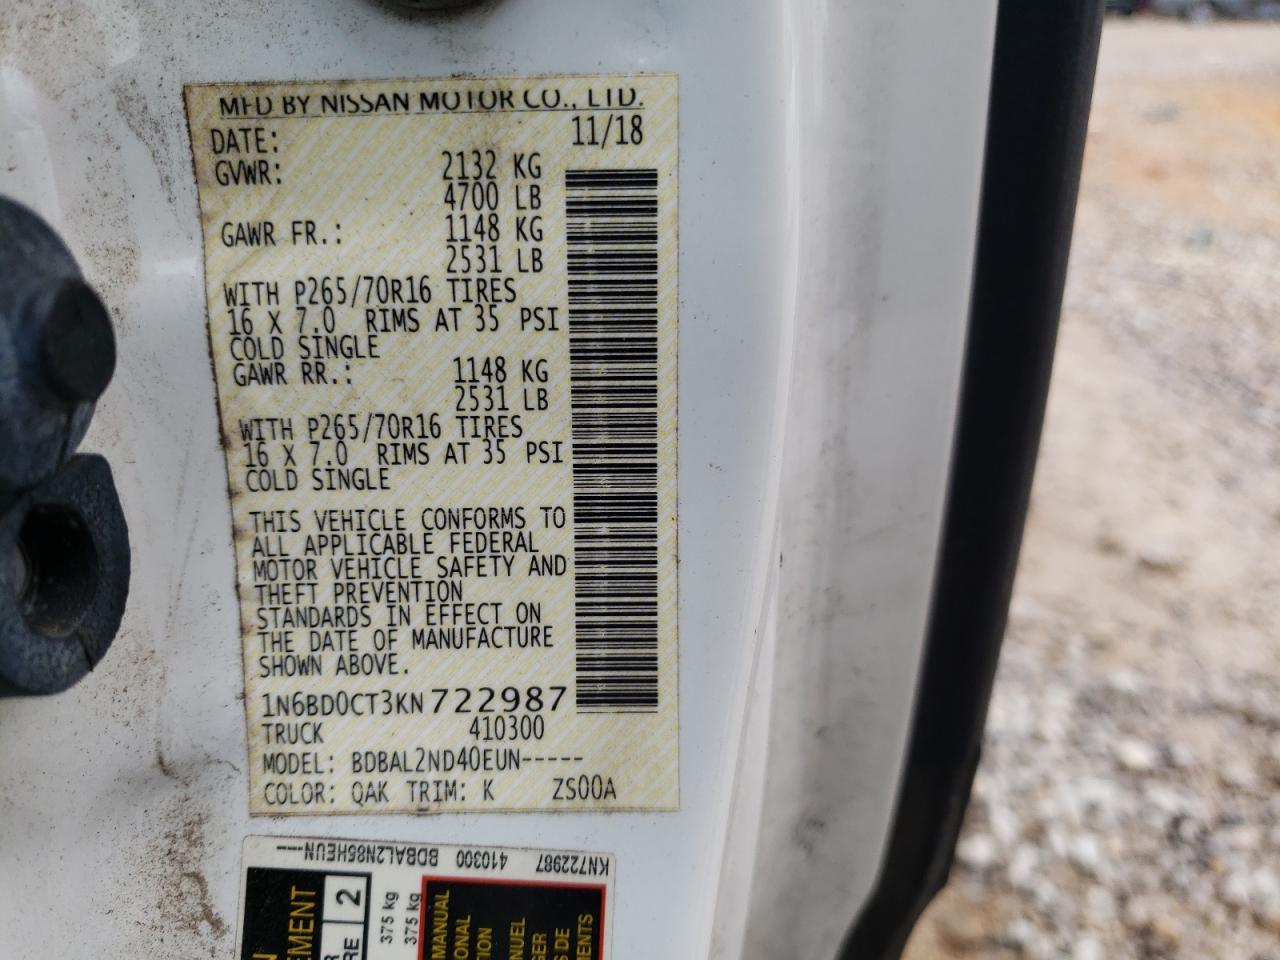 MFD BY NISSAN MOTOR CO., LTD.
DATE: 11/18
GVWR: 2132 KG
4700 LB
GAWR FR.: 1148 KG
2531 LB
WITH P265/70R16 TIRES
16 X 7.0 RIMS AT 35 PSI
COLD SINGLE
GAWR RR.: 1148 KG
2531 LB
WITH P265/70R16 TIRES
16 X 7.0 RIMS AT 35 PSI
COLD SINGLE
THIS VEHICLE CONFORMS TO
ALL APPLICABLE FEDERAL
MOTOR VEHICLE SAFETY AND
THEFT PREVENTION
STANDARDS IN EFFECT ON
THE DATE OF MANUFACTURE
SHOWN ABOVE.
1N6BD0CT3KN722987
TRUCK 410300
MODEL: BDBAL2ND40EUN-----
COLOR: QAK TRIM: K ZS00A
KN722987 410300 BDBAL2N85HEUN---
EMENT
2
375 kg
375 kg
MANUAL